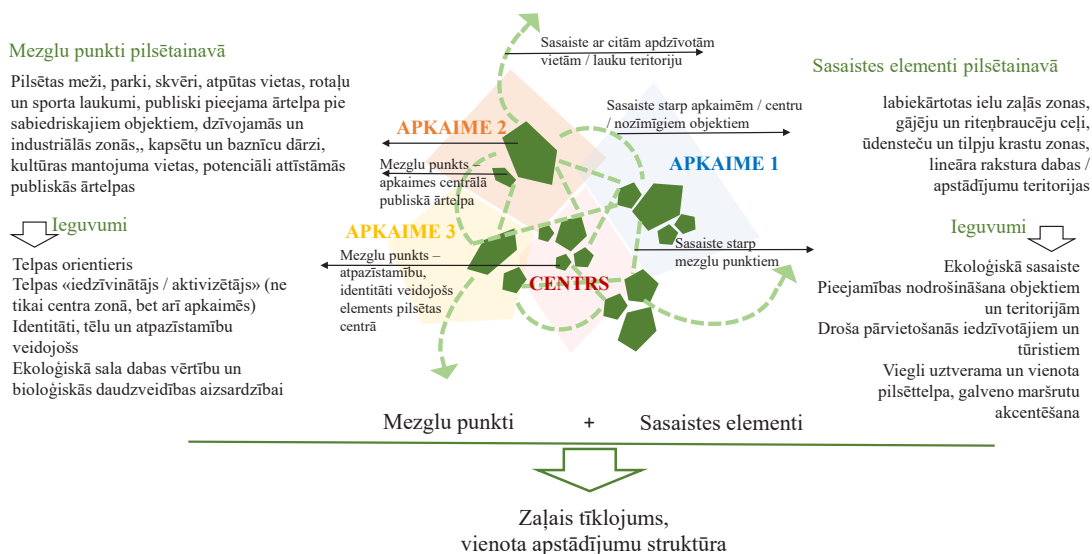 Mezglu punkti pilsētainavā
Pilsētas meži, parki, skvēri, atpūtas vietas, rotaļu
un sporta laukumi, publiski pieejama ārtelpa pie
sabiedriskajiem objektiem, dzīvojamās un
industriālās zonās,, kapsētu un baznīcu dārzi,
kultūras mantojuma vietas, potenciāli attīstāmās
publiskās ārtelpas
Ieguvumi
Telpas orientieris
Telpas «iedzīvinātājs / aktivizētājs» (ne
tikai centra zonā, bet arī apkaimēs)
Identitāti, tēlu un atpazīstamību
veidojošs
Ekoloģiskā sala dabas vērtību un
bioloģiskās daudzveidības aizsardzībai
Sasaiste ar citām apdzīvotām
vietām / lauku teritoriju
Sasaiste starp apkaimēm / centru
/ nozīmīgiem objektiem
APKAIME 2
APKAIME 1
Mezglu punkts –
apkaimes centrālā
publiskā ārtelpa
APKAIME 3
Mezglu punkts –
atpazīstamību,
identitāti veidojošs
elements pilsētas
centrā
CENTRS
Sasaiste starp
mezglu punktiem
Sasaistes elementi pilsētainavā
labiekārtotas ielu zaļās zonas,
gājēju un riteņbraucēju ceļi,
ūdensteču un tilpju krastu zonas,
lineāra rakstura dabas /
apstādījumu teritorijas
Ieguvumi
Ekoloģiskā sasaiste
Pieejamības nodrošināšana objektiem
un teritorijām
Droša pārvietošanās iedzīvotājiem un
tūristiem
Viegli uztverama un vienota
pilsēttelpa, galveno maršrutu
akcentēšana
Mezglu punkti + Sasaistes elementi
Zaļais tīklojums,
vienota apstādījumu struktūra